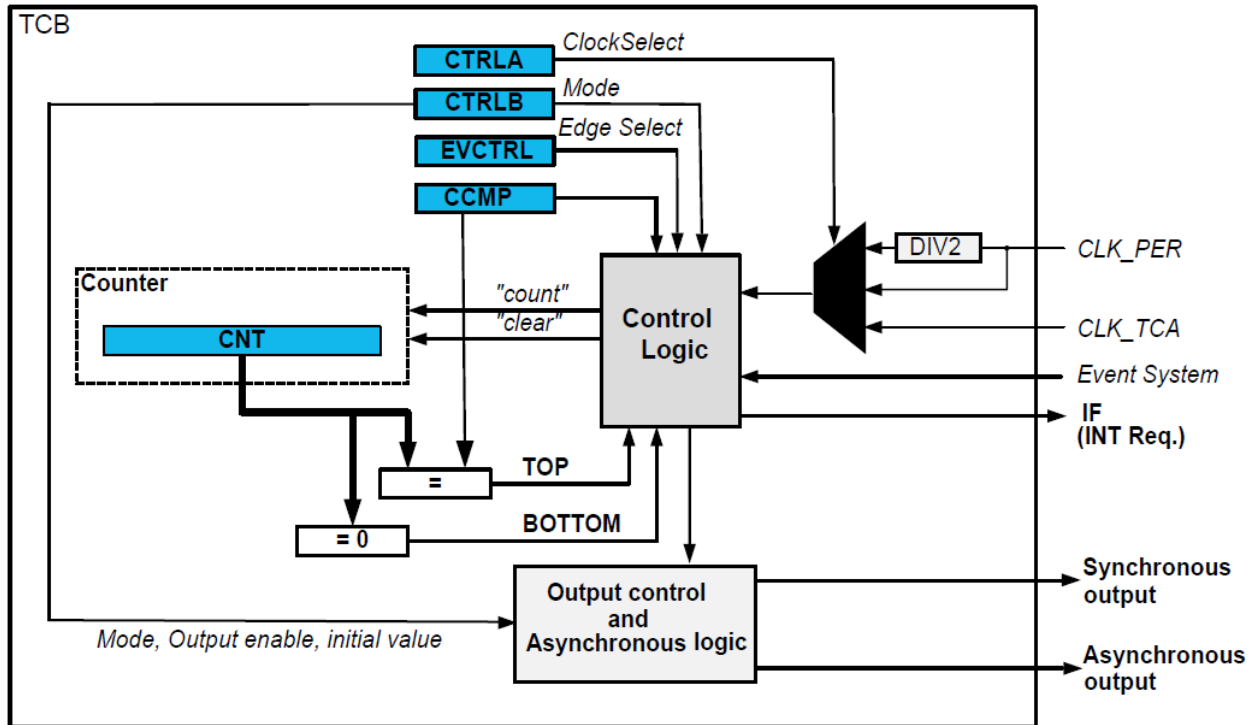 TCB
ClockSelect
CTRLA
Mode
CTRLB
Edge Select
EVCTRL
CCMP
DIV2
CLK_PER
Counter
"count"
"clear"
CNT
Control
Logic
CLK_TCA
Event System
IF
(INT Req.)
=
TOP
= 0
BOTTOM
Output control
and
Asynchronous logic
Mode, Output enable, initial value
Synchronous
output
Asynchronous
output